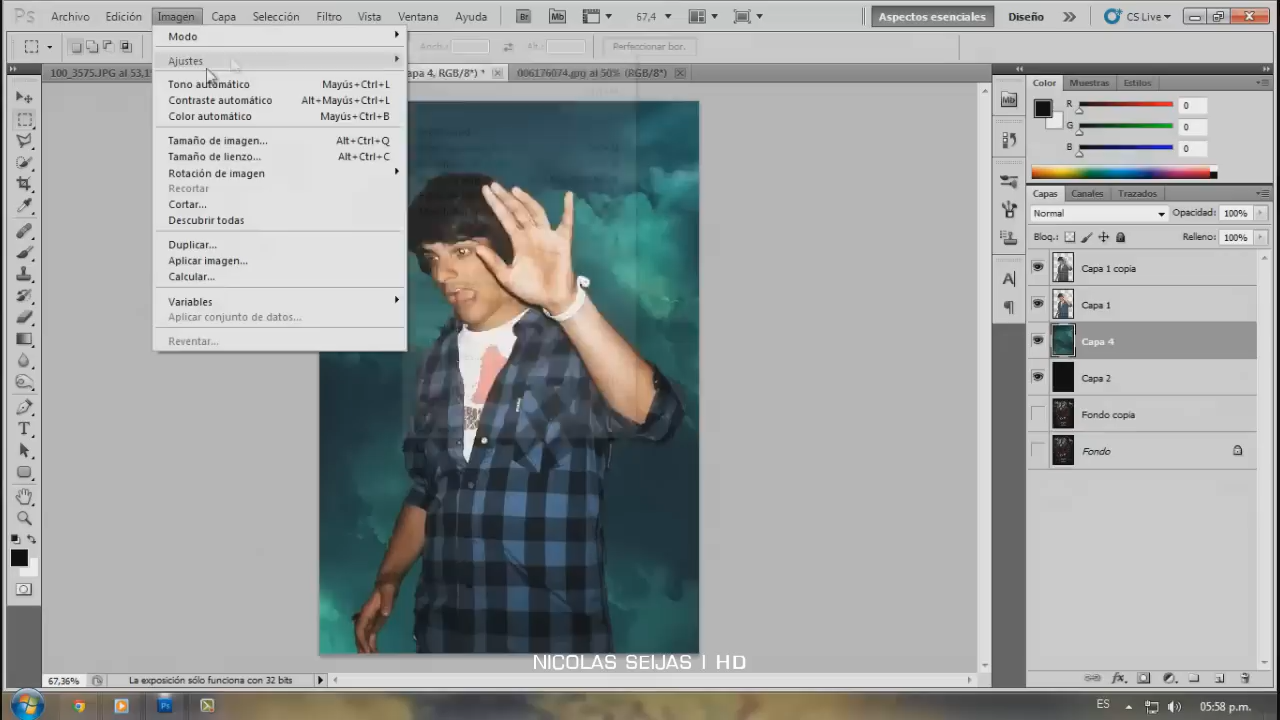 Ps Archivo Edición Imagen Capa Selección Filtro Vista Ventana Ayuda Br Mb 67,4 Aspectos esenciales Diseño CS Live
Modo
Ajustes
Tono automático Mayús+Ctrl+L
Contraste automático Alt+Mayús+Ctrl+L
Color automático Mayús+Ctrl+B
Tamaño de imagen... Alt+Ctrl+Q
Tamaño de lienzo... Alt+Ctrl+C
Rotación de imagen
Recortar
Cortar...
Descubrir todas
Duplicar...
Aplicar imagen...
Calcular...
Variables
Aplicar conjunto de datos...
Reventar...
Anch.: Alt.: Perfeccionar bor.
100_3575.JPG al 53,1 apa 4, RGB/8*) * 006176074.jpg al 50% (RGB/8*)
Color Muestras Estilos
R 0
G 0
B 0
Capas Canales Trazados
Normal Opacidad: 100%
Bloq.: Relleno: 100%
Capa 1 copia
Capa 1
Capa 4
Capa 2
Fondo copia
Fondo
NICOLAS SEIJAS | HD
67,36% La exposición sólo funciona con 32 bits
ES 05:58 p.m.